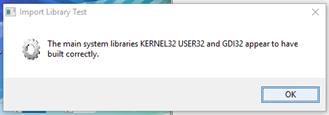 Import Library Test
The main system libraries KERNEL32 USER32 and GDI32 appear to have
built correctly.
OK